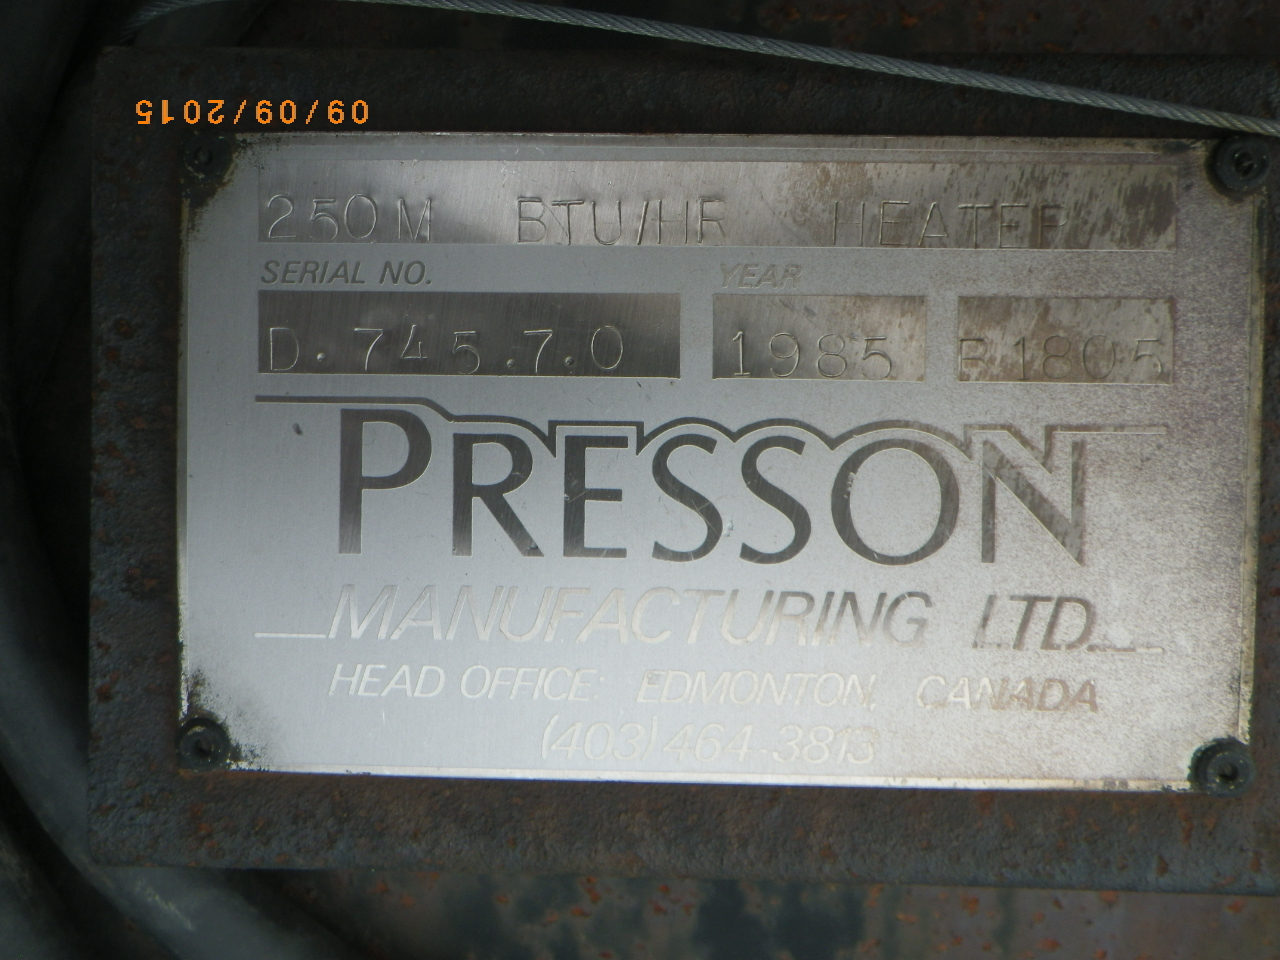 09/09/2015
250M BTU/HR HEATER
SERIAL NO. YEAR
D.745.7.0 1985 R1805
PRESSON
MANUFACTURING LTD.
HEAD OFFICE: EDMONTON, CANADA
(403) 464-3813